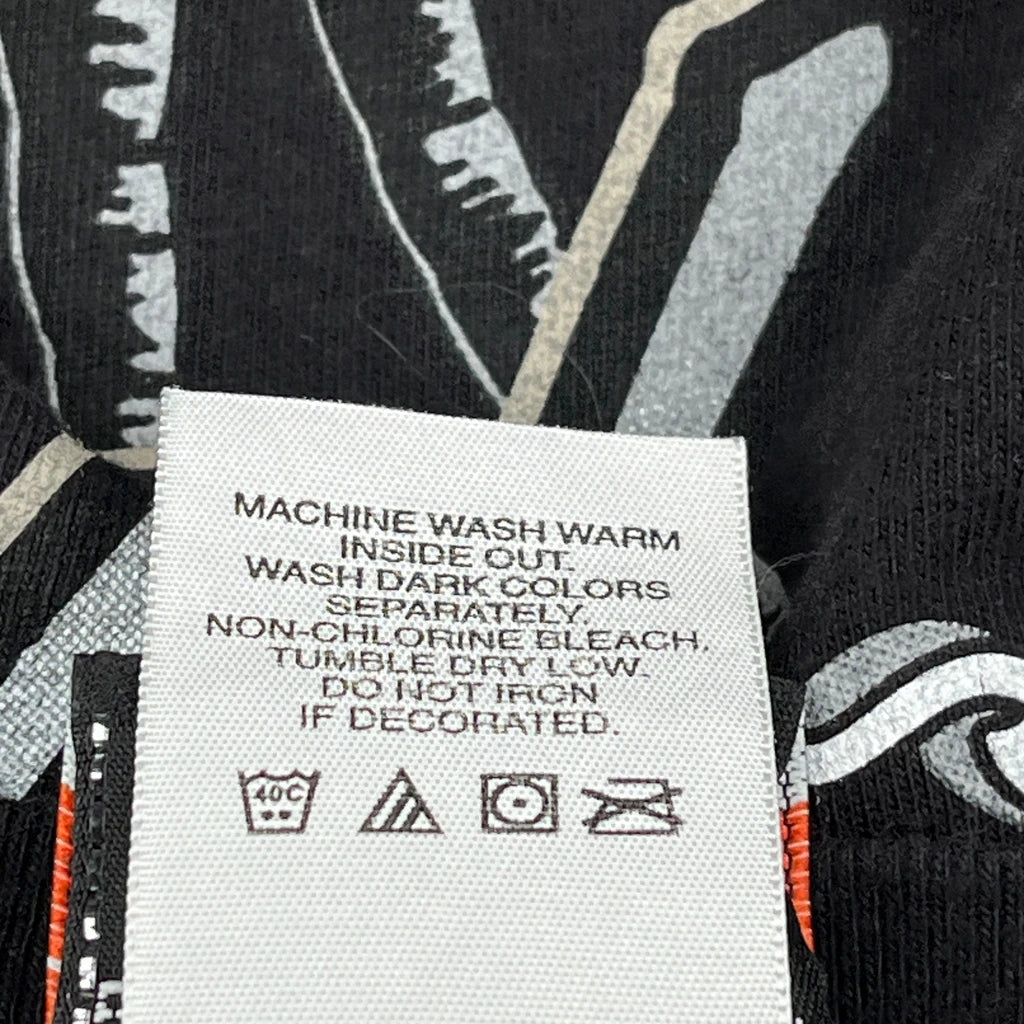 MACHINE WASH WARM
INSIDE OUT.
WASH DARK COLORS
SEPARATELY.
NON-CHLORINE BLEACH.
TUMBLE DRY LOW.
DO NOT IRON
IF DECORATED.
40C